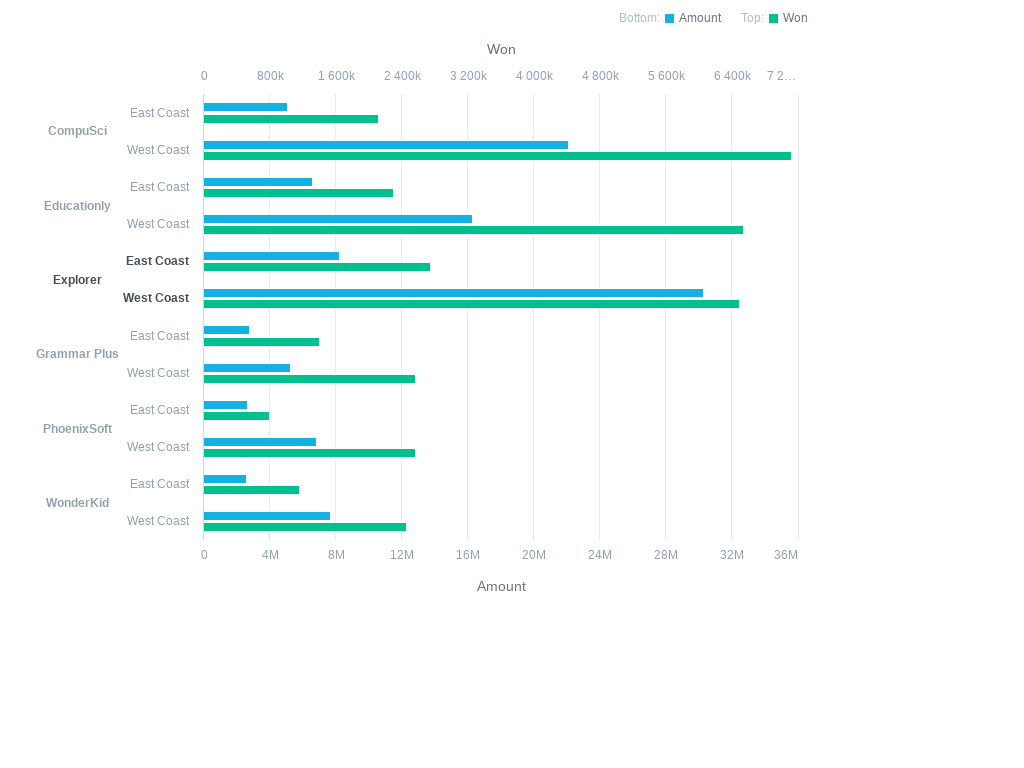 Bottom: Amount Top: Won
Won
0 800k 1 600k 2 400k 3 200k 4 000k 4 800k 5 600k 6 400k 7 2…
CompuSci
East Coast
West Coast
Educationly
East Coast
West Coast
Explorer
East Coast
West Coast
Grammar Plus
East Coast
West Coast
PhoenixSoft
East Coast
West Coast
WonderKid
East Coast
West Coast
0 4M 8M 12M 16M 20M 24M 28M 32M 36M
Amount